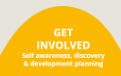 GET
INVOLVED
Self awareness, discovery
& development planning